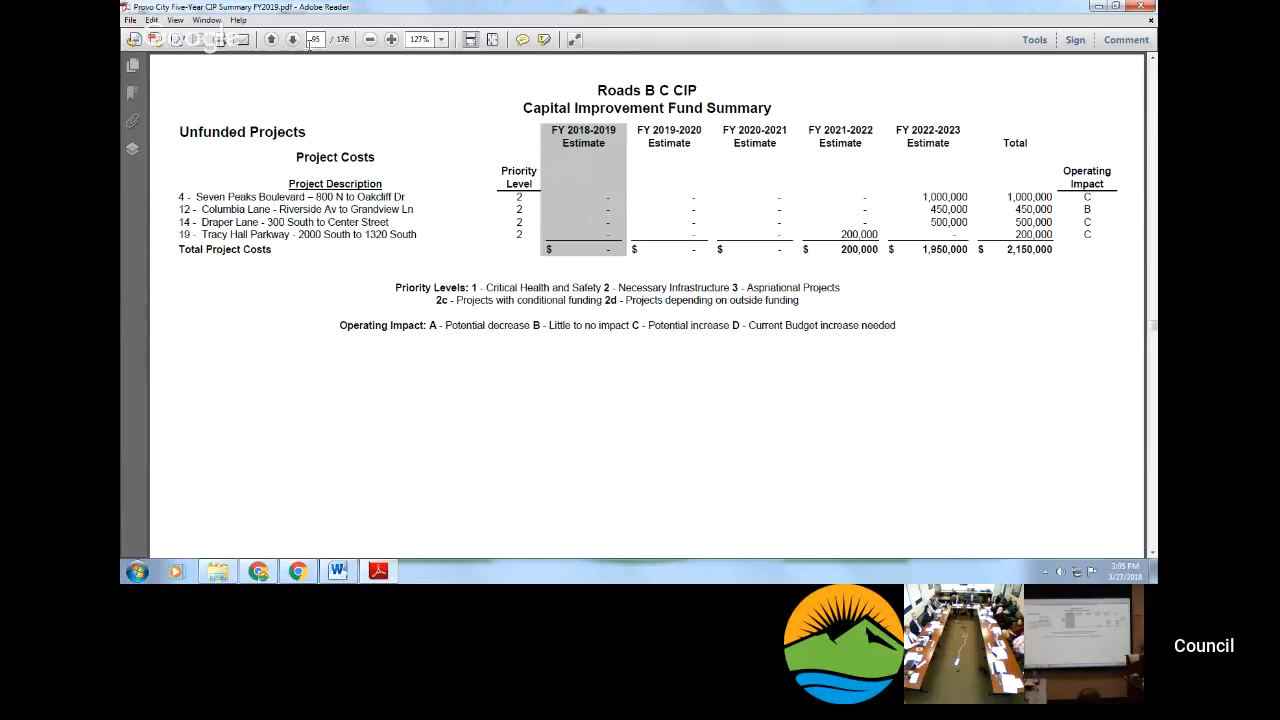 Provo City Five-Year CIP Summary FY2019.pdf - Adobe Reader
File Edit View Window Help
95 / 176 127% Tools Sign Comment
Roads B C CIP
Capital Improvement Fund Summary
Unfunded Projects
FY 2018-2019 FY 2019-2020 FY 2020-2021 FY 2021-2022 FY 2022-2023
Estimate Estimate Estimate Estimate Estimate Total
Project Costs
Priority Operating
Project Description Level Impact
4 - Seven Peaks Boulevard – 800 N to Oakcliff Dr 2 - - - - 1,000,000 1,000,000 C
12 - Columbia Lane - Riverside Av to Grandview Ln 2 - - - - 450,000 450,000 B
14 - Draper Lane - 300 South to Center Street 2 - - - - 500,000 500,000 C
19 - Tracy Hall Parkway - 2000 South to 1320 South 2 - - - 200,000 - 200,000 C
Total Project Costs $ - $ - $ - $ 200,000 $ 1,950,000 $ 2,150,000
Priority Levels: 1 - Critical Health and Safety 2 - Necessary Infrastructure 3 - Aspriational Projects
2c - Projects with conditional funding 2d - Projects depending on outside funding
Operating Impact: A - Potential decrease B - Little to no impact C - Potential increase D - Current Budget increase needed
3:05 PM
3/27/2018
Council